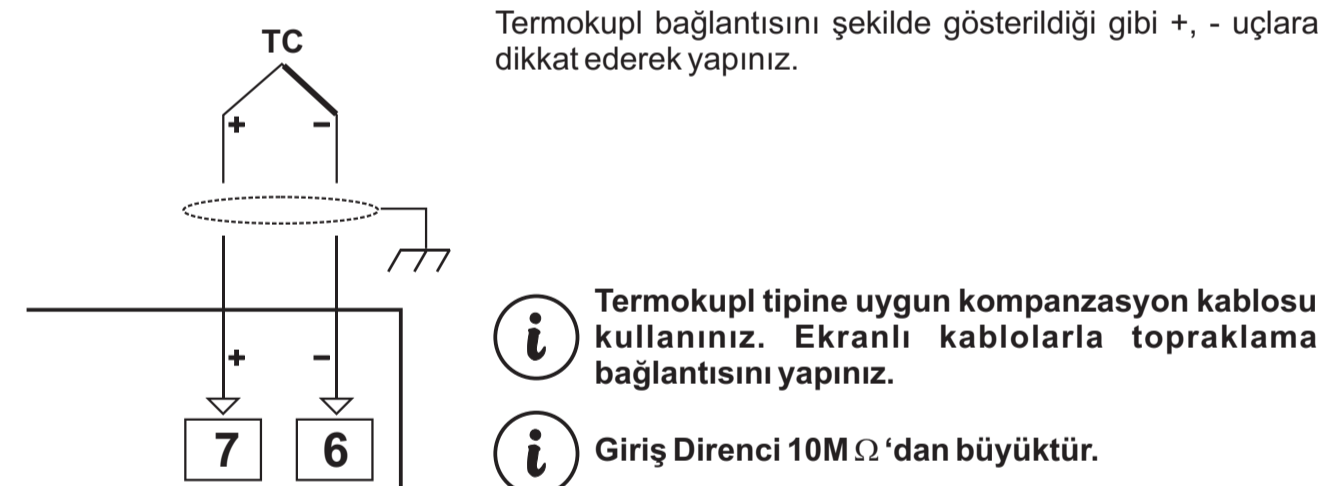 Termokupl bağlantısını şekilde gösterildiği gibi +, - uçlara
dikkat ederek yapınız.
TC
+ -
Termokupl tipine uygun kompanzasyon kablosu
kullanınız. Ekranlı kablolarla topraklama
bağlantısını yapınız.
+ -
7 6
Giriş Direnci 10M Ω ‘dan büyüktür.